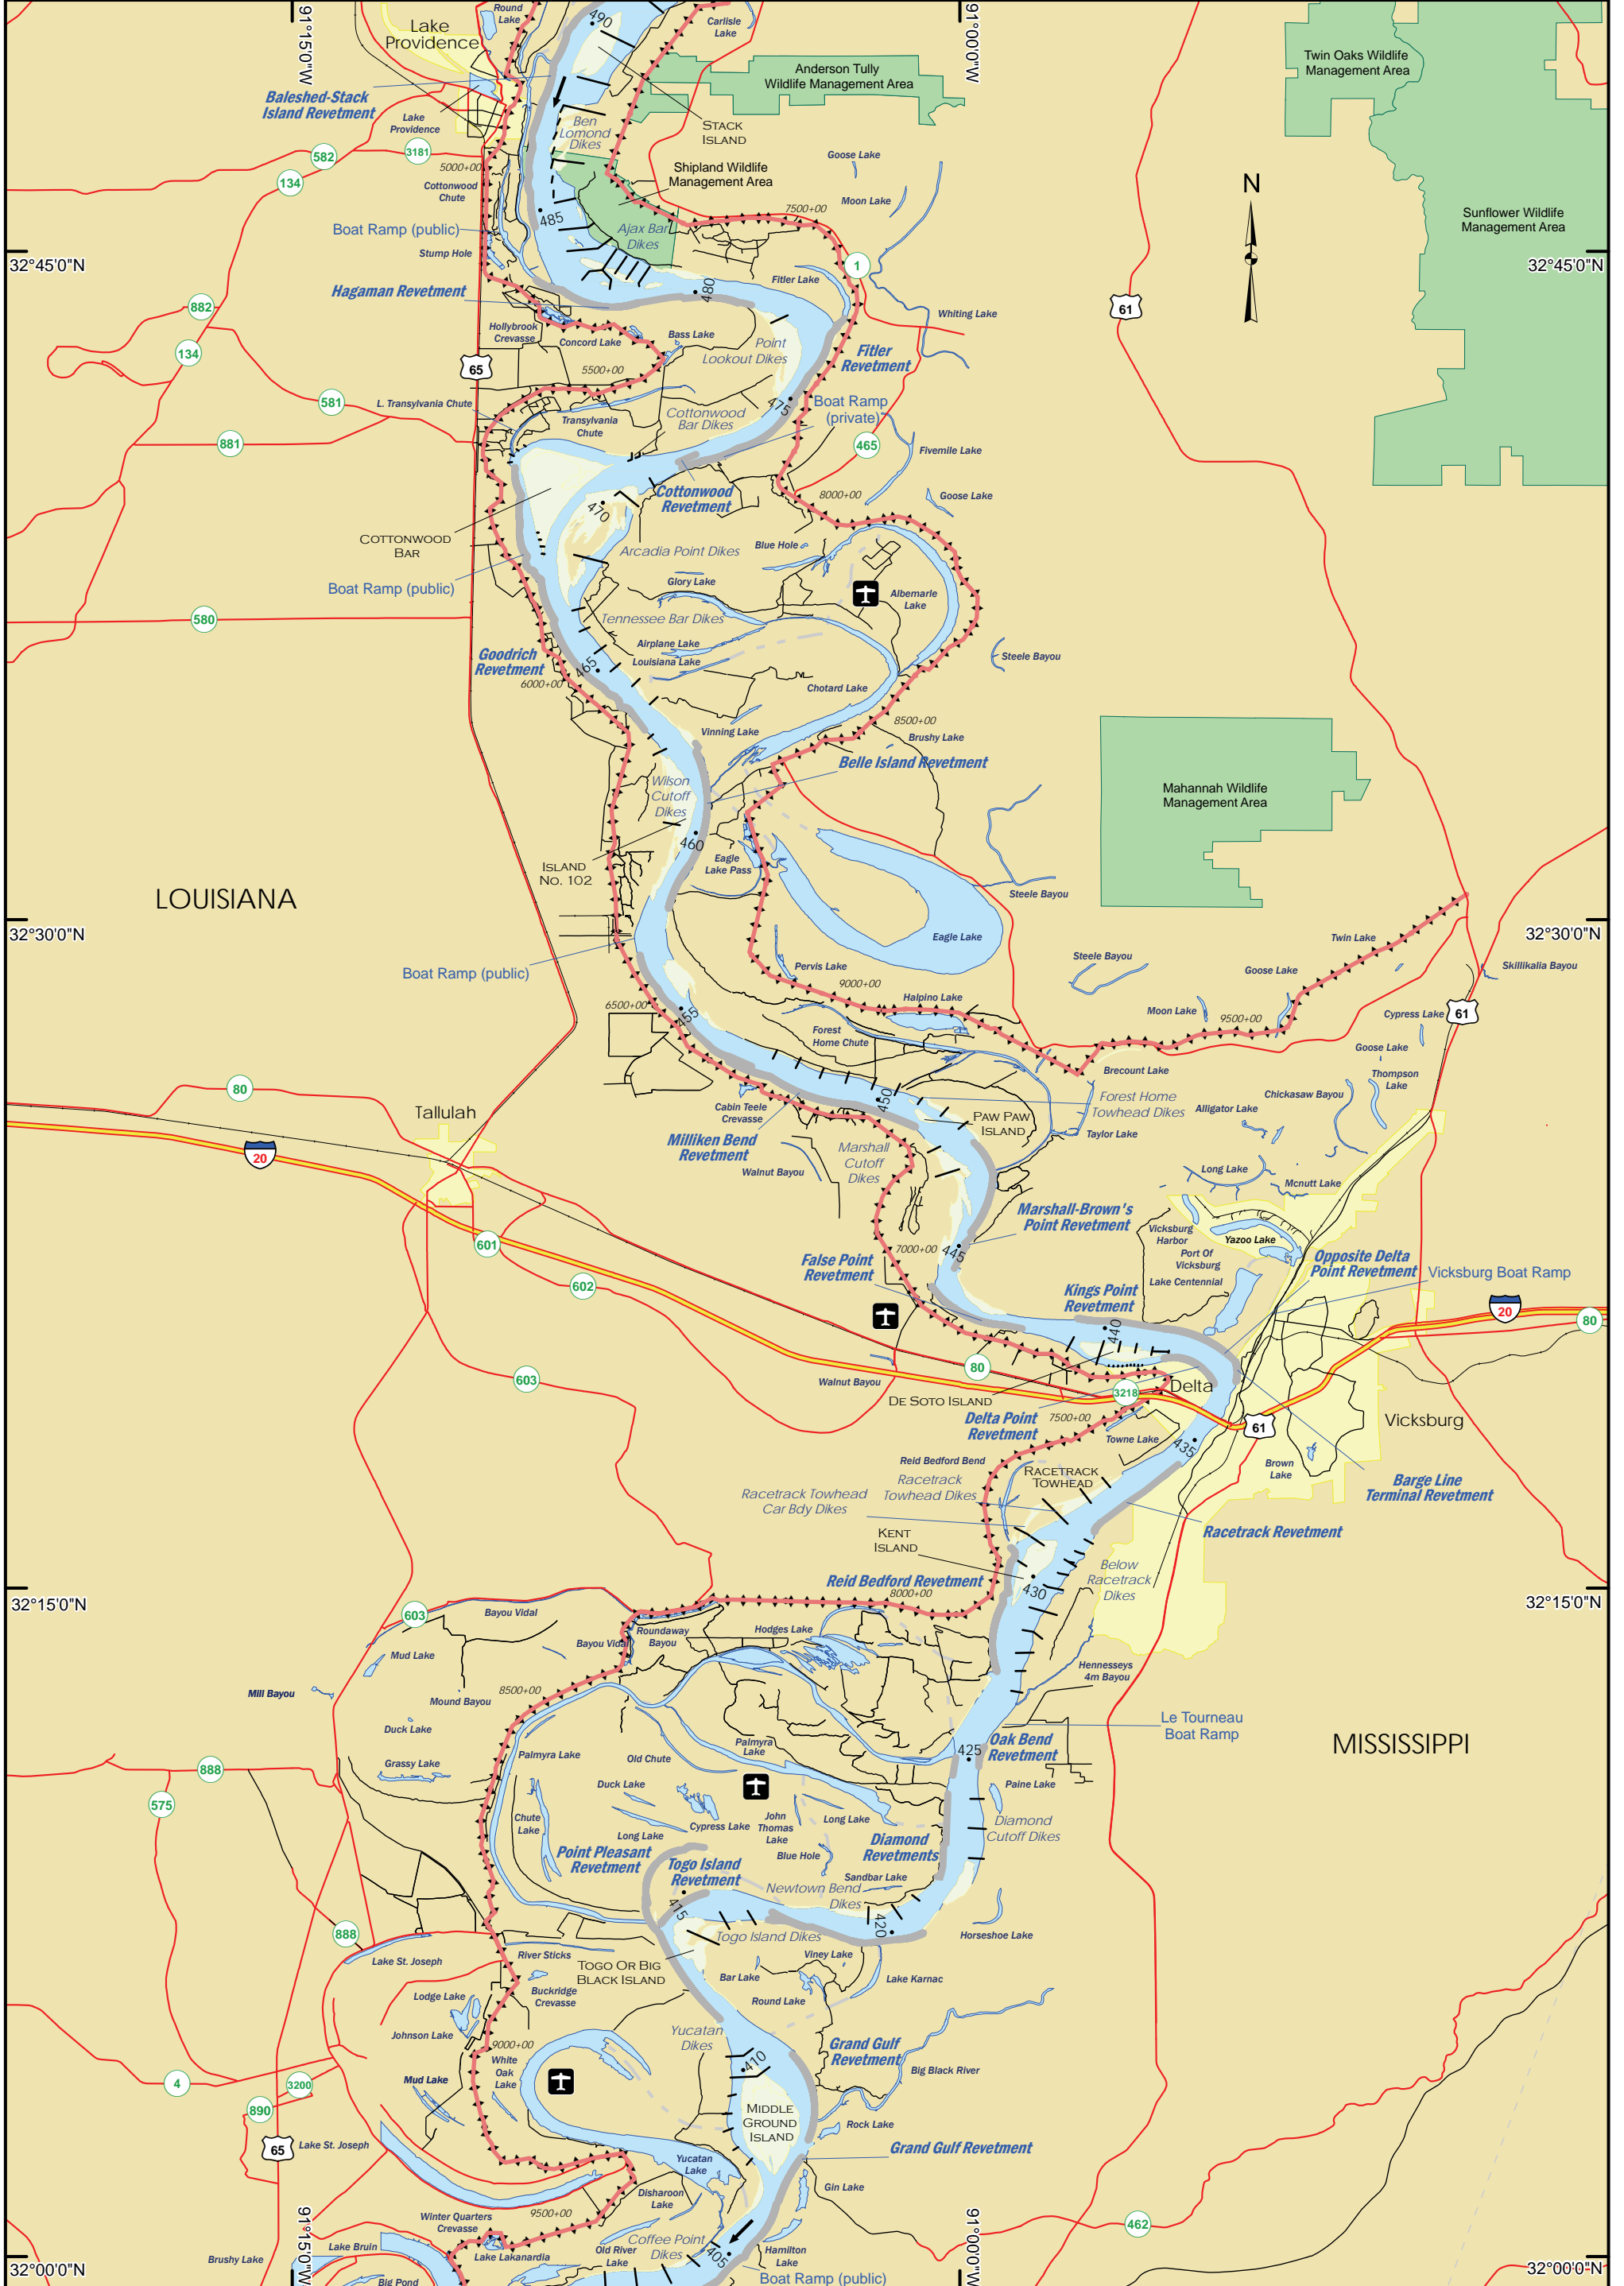 91°15'0"W
91°00'0"W
Round
Lake
490
Carlisle
Lake
Lake
Providence
Twin Oaks Wildlife
Management Area
Anderson Tully
Wildlife Management Area
Baleshed-Stack
Island Revetment
Lake
Providence
Ben
Lomond
Dikes
STACK
ISLAND
582
3181
134
5000+00
Goose Lake
Shipland Wildlife
Management Area
N
Cottonwood
Chute
Moon Lake
485
7500+00
Sunflower Wildlife
Management Area
Boat Ramp (public)
Ajax Bar
Dikes
Stump Hole
32°45'0"N
32°45'0"N
1
Fitler Lake
480
Hagaman Revetment
882
61
Whiting Lake
Hollybrook
Crevasse
Concord Lake
Bass Lake
Point
Lookout Dikes
134
Fitler
Revetment
65
5500+00
581
L. Transylvania Chute
475
Boat Ramp
(private)
Transylvania
Chute
Cottonwood
Bar Dikes
881
465
Fivemile Lake
Cottonwood
Revetment
8000+00
Goose Lake
470
COTTONWOOD
BAR
Arcadia Point Dikes
Blue Hole
Boat Ramp (public)
Glory Lake
Albemarle
Lake
580
Tennessee Bar Dikes
Airplane Lake
Louisiana Lake
Goodrich
Revetment
465
6000+00
Steele Bayou
Chotard Lake
8500+00
Vinning Lake
Brushy Lake
Belle Island Revetment
Wilson
Cutoff
Dikes
Mahannah Wildlife
Management Area
460
ISLAND
No. 102
Eagle
Lake Pass
LOUISIANA
Steele Bayou
32°30'0"N
32°30'0"N
Eagle Lake
Twin Lake
Boat Ramp (public)
Pervis Lake
Steele Bayou
Goose Lake
Skillikalia Bayou
9000+00
Halpino Lake
6500+00
455
Moon Lake
9500+00
Cypress Lake
61
Forest
Home Chute
Goose Lake
Brecount Lake
Thompson
Lake
80
Tallulah
450
Forest Home
Towhead Dikes
Chickasaw Bayou
Cabin Teele
Crevasse
PAW PAW
ISLAND
Alligator Lake
Milliken Bend
Revetment
Taylor Lake
20
Marshall
Cutoff
Dikes
Walnut Bayou
Long Lake
Mcnutt Lake
Marshall-Brown's
Point Revetment
Vicksburg
Harbor
Yazoo Lake
601
7000+00
445
Port Of
Vicksburg
Opposite Delta
Point Revetment
False Point
Revetment
Vicksburg Boat Ramp
602
Lake Centennial
Kings Point
Revetment
20
80
440
80
603
Walnut Bayou
Delta
3218
DE SOTO ISLAND
Delta Point
Revetment
7500+00
61
Vicksburg
Towne Lake
435
Reid Bedford Bend
RACETRACK
TOWHEAD
Brown
Lake
Racetrack
Towhead Dikes
Barge Line
Terminal Revetment
Racetrack Towhead
Car Bdy Dikes
Racetrack Revetment
KENT
ISLAND
Below
Racetrack
Dikes
Reid Bedford Revetment
8000+00
430
32°15'0"N
32°15'0"N
603
Bayou Vidal
Bayou Vidal
Roundaway
Bayou
Hodges Lake
Mud Lake
Hennesseys
4m Bayou
Mill Bayou
8500+00
Mound Bayou
Duck Lake
Le Tourneau
Boat Ramp
MISSISSIPPI
Palmyra Lake
Old Chute
Palmyra
Lake
425
Oak Bend
Revetment
888
Grassy Lake
Duck Lake
Paine Lake
575
Chute
Lake
Cypress Lake
John
Thomas
Lake
Long Lake
Diamond
Cutoff Dikes
Long Lake
Diamond
Revetments
Point Pleasant
Revetment
Blue Hole
Togo Island
Revetment
Sandbar Lake
Newtown Bend
Dikes
415
420
888
Togo Island Dikes
Horseshoe Lake
River Sticks
Viney Lake
Lake St. Joseph
TOGO OR BIG
BLACK ISLAND
Bar Lake
Lake Karnac
Buckridge
Crevasse
Lodge Lake
Round Lake
Johnson Lake
Yucatan
Dikes
9000+00
Grand Gulf
Revetment
White
Oak
Lake
410
Big Black River
4
3200
Mud Lake
890
MIDDLE
GROUND
ISLAND
Rock Lake
65
Lake St. Joseph
Grand Gulf Revetment
Yucatan
Lake
Gin Lake
Disharoon
Lake
Winter Quarters
Crevasse
9500+00
462
Coffee Point
Dikes
405
Lake Bruin
Brushy Lake
Lake Lakanardia
Old River
Lake
Hamilton
Lake
32°00'0"N
32°00'0"N
Big Pond
Boat Ramp (public)
91°15'0"W
91°00'0"W